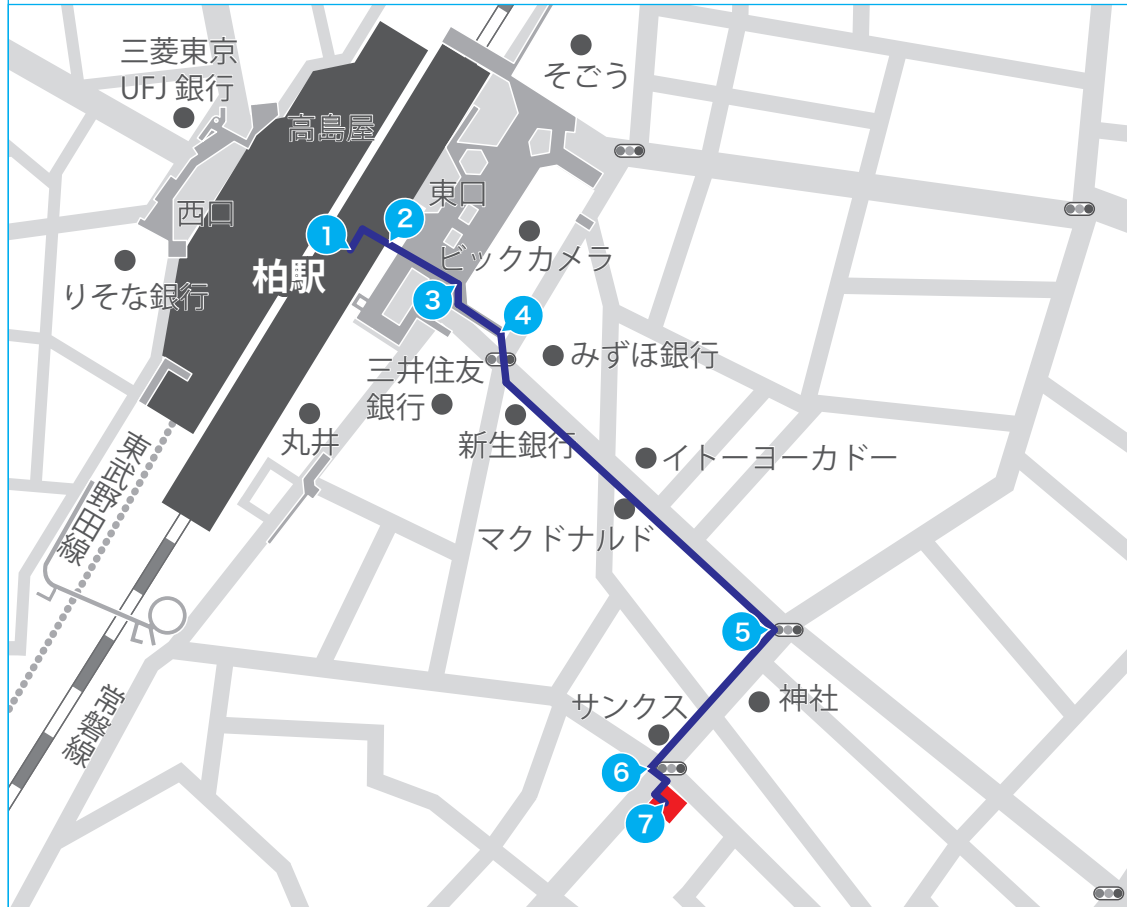 三菱東京
UFJ 銀行
そごう
高島屋
東口
西口
1
2
ビックカメラ
柏駅
りそな銀行
3
4
みずほ銀行
三井住友
銀行
新生銀行
丸井
イトーヨーカドー
東武野田線
マクドナルド
5
神社
サンクス
常磐線
6
7